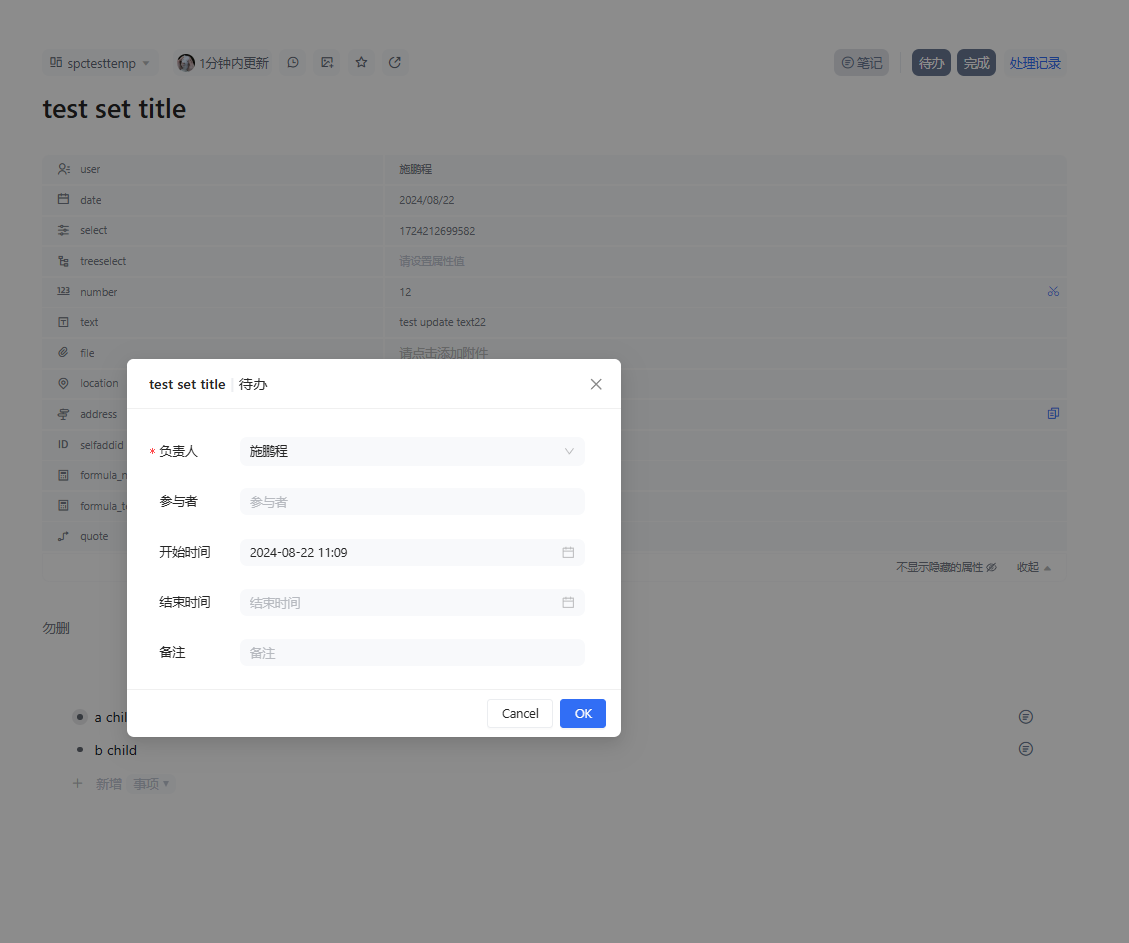 spctesttemp 1分钟内更新 笔记 待办 完成 处理记录
test set title
user 施鹏程
date 2024/08/22
select 1724212699582
treeselect 请设置属性值
number 12
text test update text22
file 请点击添加附件
location
address
selfaddid
formula_n
formula_te
quote
不显示隐藏的属性 收起
勿删
test set title 待办
* 负责人 施鹏程
参与者 参与者
开始时间 2024-08-22 11:09
结束时间 结束时间
备注 备注
Cancel OK
a chil
b child
+ 新增 事项